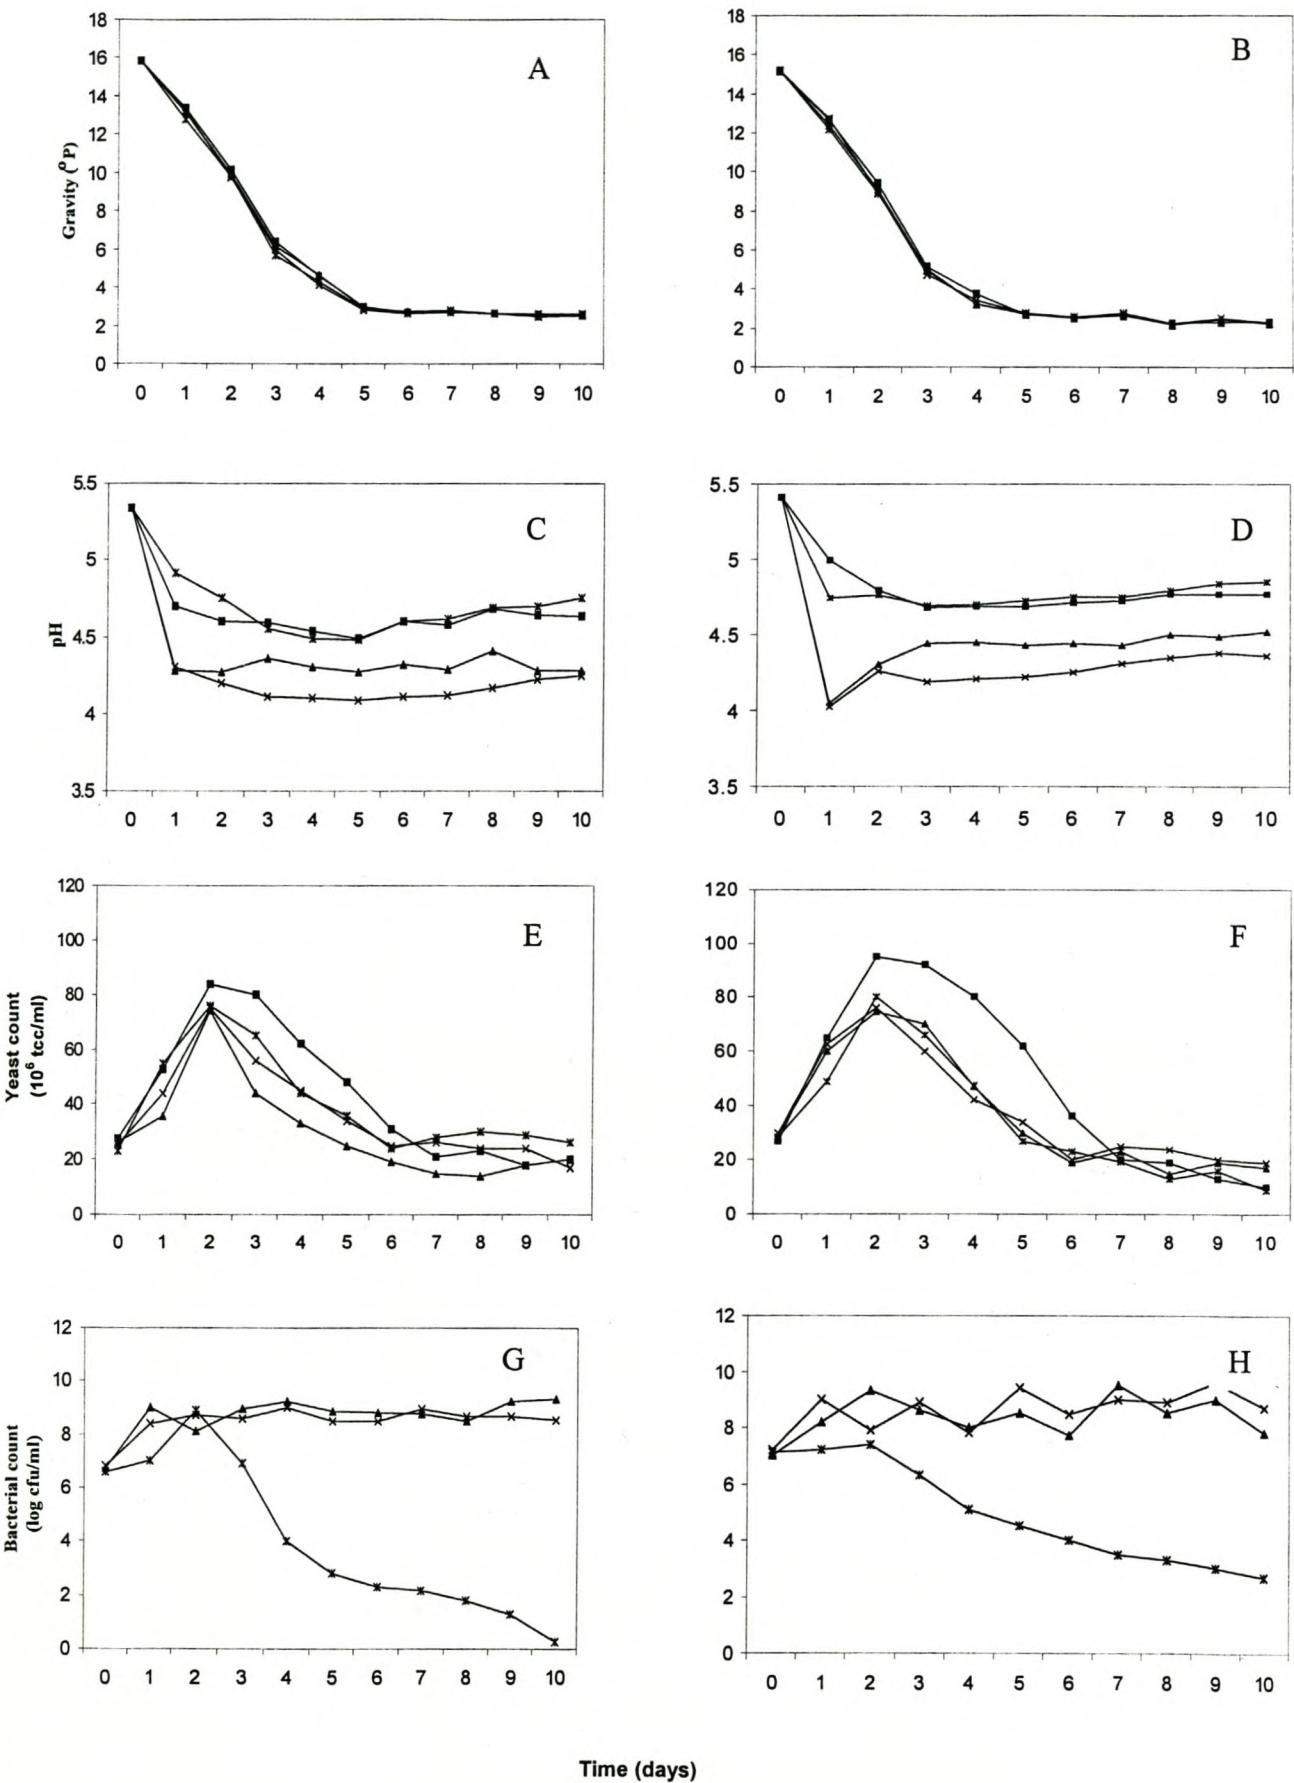 18
16
14
12
10
8
6
4
2
0
Gravity (°P)
A
0 1 2 3 4 5 6 7 8 9 10
18
16
14
12
10
8
6
4
2
0
B
0 1 2 3 4 5 6 7 8 9 10
5.5
5
4.5
4
3.5
pH
C
0 1 2 3 4 5 6 7 8 9 10
5.5
5
4.5
4
3.5
D
0 1 2 3 4 5 6 7 8 9 10
120
100
80
60
40
20
0
Yeast count
(10⁶ tcc/ml)
E
0 1 2 3 4 5 6 7 8 9 10
120
100
80
60
40
20
0
F
0 1 2 3 4 5 6 7 8 9 10
12
10
8
6
4
2
0
Bacterial count
(log cfu/ml)
G
0 1 2 3 4 5 6 7 8 9 10
12
10
8
6
4
2
0
H
0 1 2 3 4 5 6 7 8 9 10
Time (days)